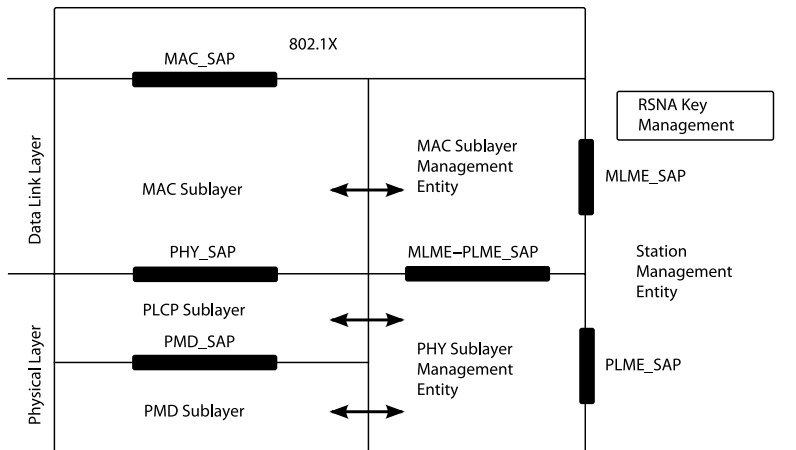 802.1X
MAC_SAP
RSNA Key
Management
Data Link Layer
MAC Sublayer
MAC Sublayer
Management
Entity
MLME_SAP
PHY_SAP
MLME–PLME_SAP
Station
Management
Entity
Physical Layer
PLCP Sublayer
PMD_SAP
PHY Sublayer
Management
Entity
PLME_SAP
PMD Sublayer